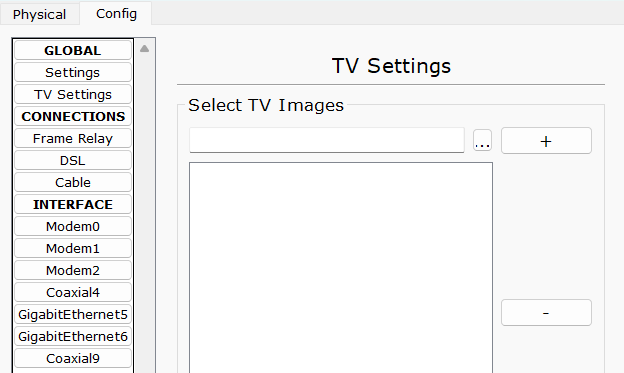 Physical
Config
GLOBAL
Settings
TV Settings
CONNECTIONS
Frame Relay
DSL
Cable
INTERFACE
Modem0
Modem1
Modem2
Coaxial4
GigabitEthernet5
GigabitEthernet6
Coaxial9
TV Settings
Select TV Images
...
+
-